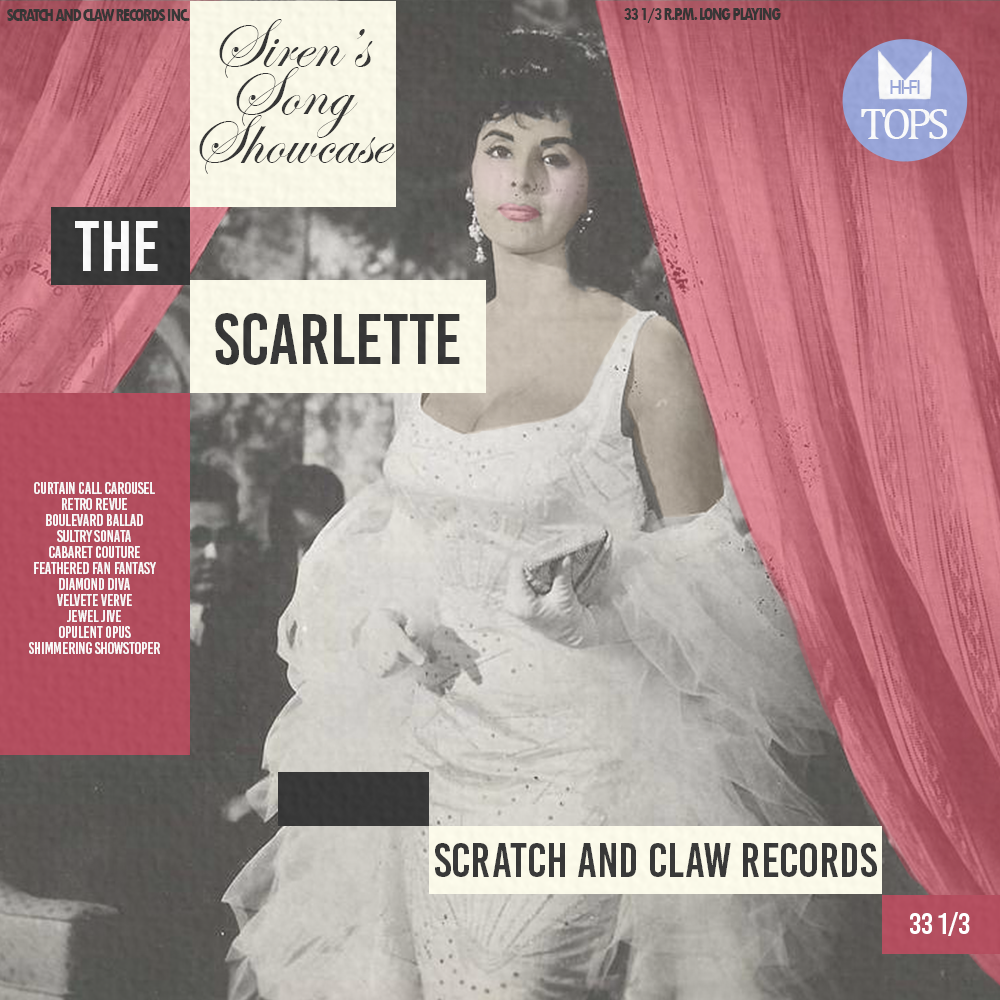 SCRATCH AND CLAW RECORDS INC.
33 1/3 R.P.M. LONG PLAYING
Siren's
Song
Showcase
HI-FI
TOPS
THE
SCARLETTE
CURTAIN CALL CAROUSEL
RETRO REVUE
BOULEVARD BALLAD
SULTRY SONATA
CABARET COUTURE
FEATHERED FAN FANTASY
DIAMOND DIVA
VELVETE VERVE
JEWEL JIVE
OPULENT OPUS
SHIMMERING SHOWSTOPER
SCRATCH AND CLAW RECORDS
33 1/3